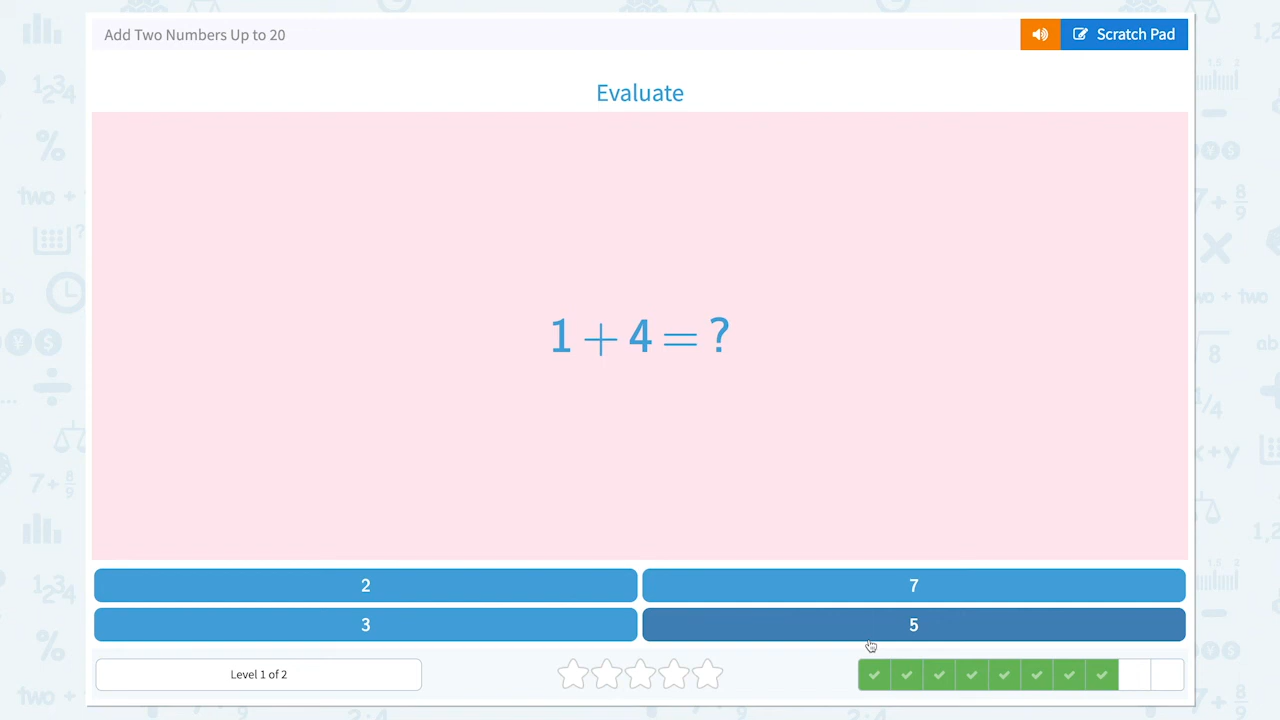 Add Two Numbers Up to 20
Scratch Pad
Evaluate
1 + 4 = ?
2
7
3
5
Level 1 of 2